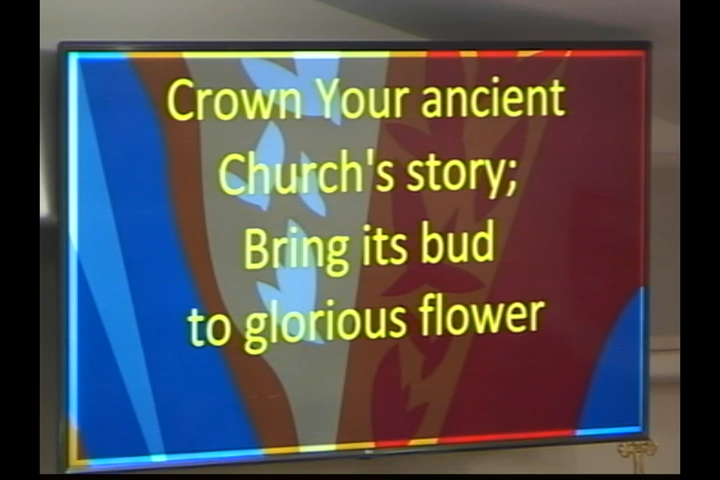 Crown Your ancient
Church's story;
Bring its bud
to glorious flower